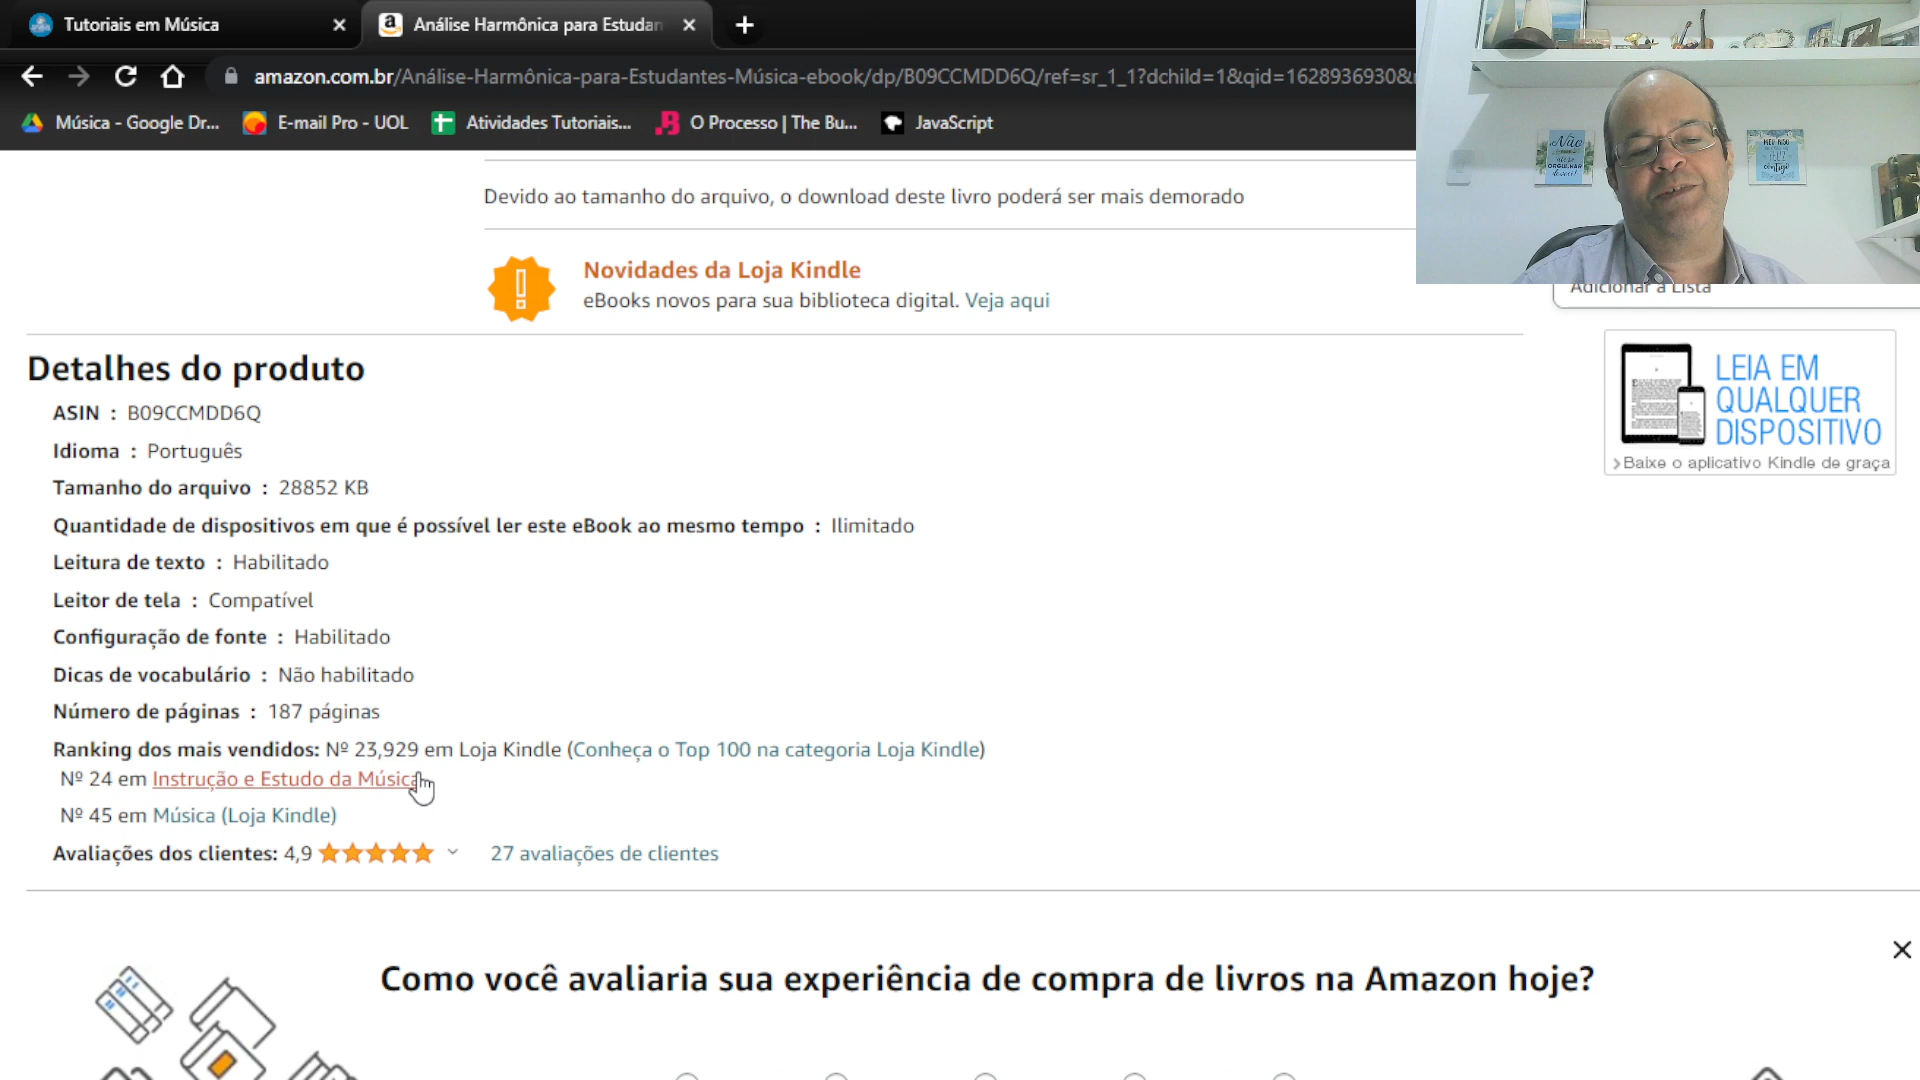 Tutoriais em Música
Análise Harmônica para Estudan
amazon.com.br/Análise-Harmônica-para-Estudantes-Música-ebook/dp/B09CCMDD6Q/ref=sr_1_1?dchild=1&qid=1628936930&
Música - Google Dr...
E-mail Pro - UOL
Atividades Tutoriais...
O Processo | The Bu...
JavaScript
Não
MEU
FELIZ
contigo
Devido ao tamanho do arquivo, o download deste livro poderá ser mais demorado
Novidades da Loja Kindle
eBooks novos para sua biblioteca digital. Veja aqui
Adicionar à Lista
LEIA EM
QUALQUER
DISPOSITIVO
Baixe o aplicativo Kindle de graça
Detalhes do produto
ASIN : B09CCMDD6Q
Idioma : Português
Tamanho do arquivo : 28852 KB
Quantidade de dispositivos em que é possível ler este eBook ao mesmo tempo : Ilimitado
Leitura de texto : Habilitado
Leitor de tela : Compatível
Configuração de fonte : Habilitado
Dicas de vocabulário : Não habilitado
Número de páginas : 187 páginas
Ranking dos mais vendidos: Nº 23,929 em Loja Kindle (Conheça o Top 100 na categoria Loja Kindle)
Nº 24 em Instrução e Estudo da Música
Nº 45 em Música (Loja Kindle)
Avaliações dos clientes: 4,9
27 avaliações de clientes
Como você avaliaria sua experiência de compra de livros na Amazon hoje?